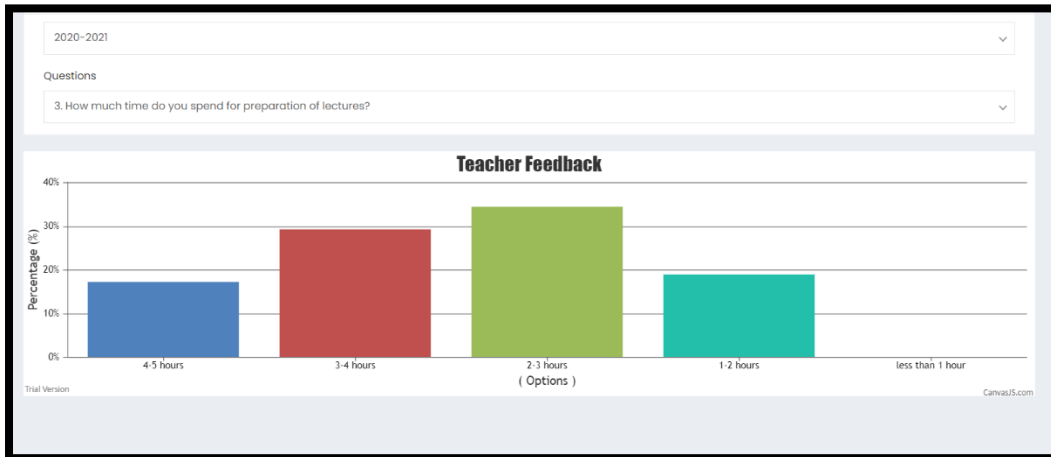 2020-2021
Questions
3. How much time do you spend for preparation of lectures?
Teacher Feedback
40%
30%
20%
10%
0%
Percentage (%)
4-5 hours
3-4 hours
2-3 hours
1-2 hours
less than 1 hour
( Options )
Trial Version
CanvasJS.com